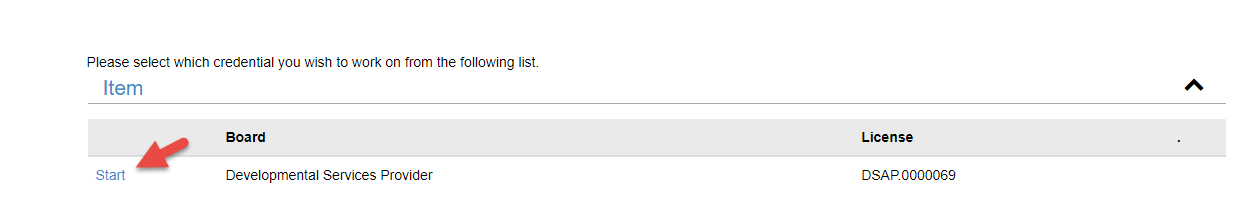 Please select which credential you wish to work on from the following list.
Item
Board License .
Start Developmental Services Provider DSAP.0000069